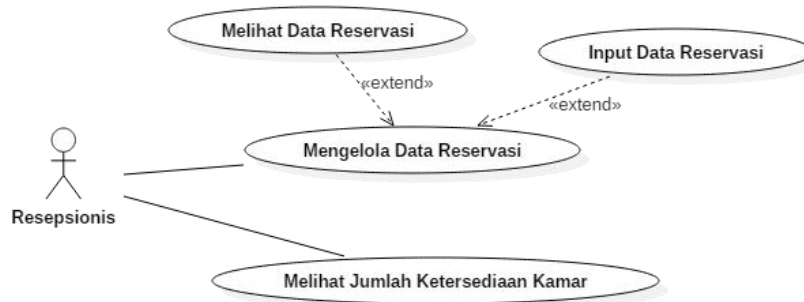 Melihat Data Reservasi
Input Data Reservasi
«extend»
«extend»
Mengelola Data Reservasi
Resepsionis
Melihat Jumlah Ketersediaan Kamar